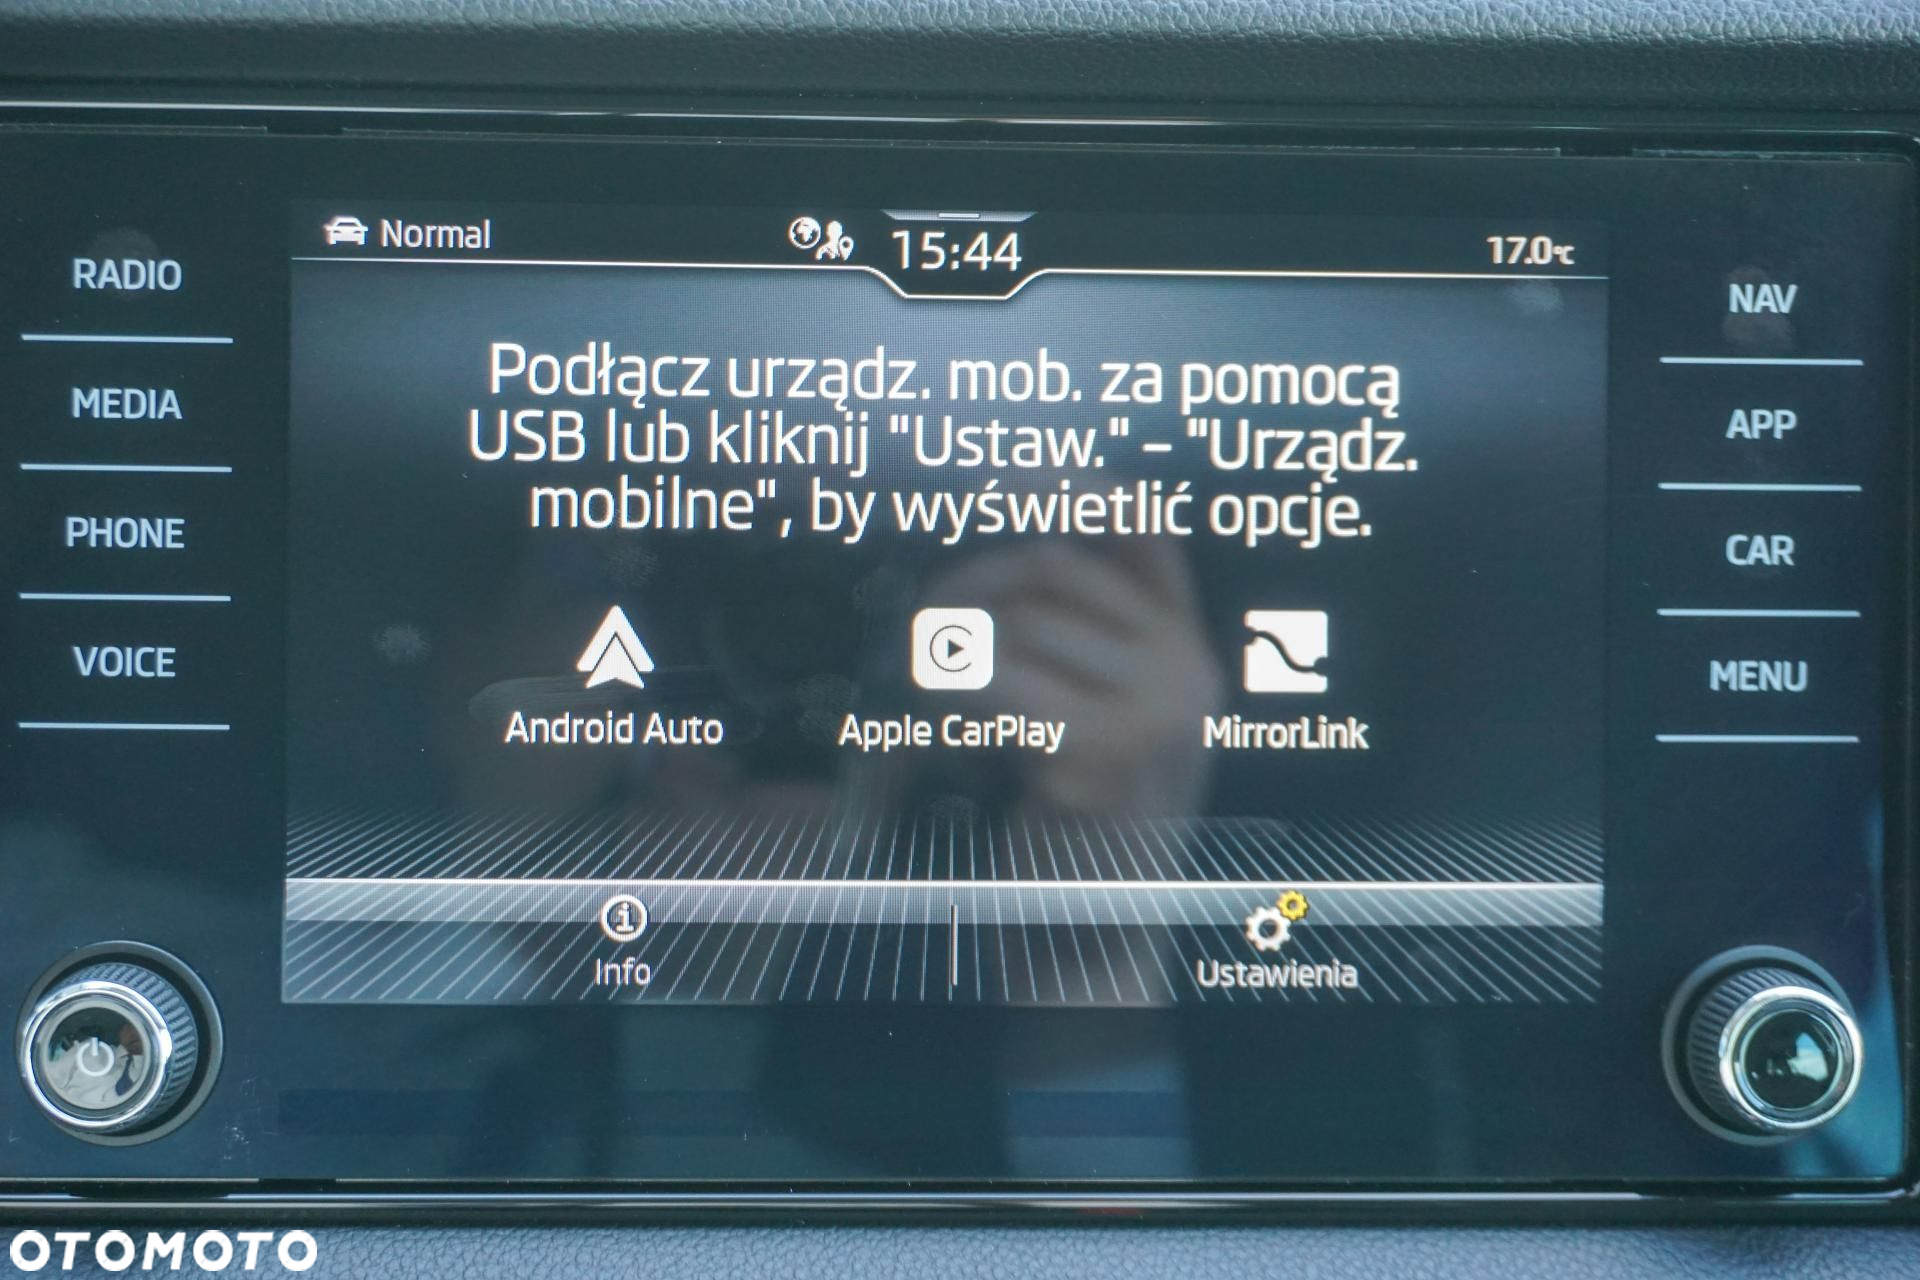 Normal
15:44
17.0°C
RADIO
MEDIA
PHONE
VOICE
NAV
APP
CAR
MENU
Podłącz urządz. mob. za pomocą
USB lub kliknij "Ustaw." – "Urządz.
mobilne", by wyświetlić opcje.
Android Auto
Apple CarPlay
MirrorLink
Info
Ustawienia
OTOMOTO